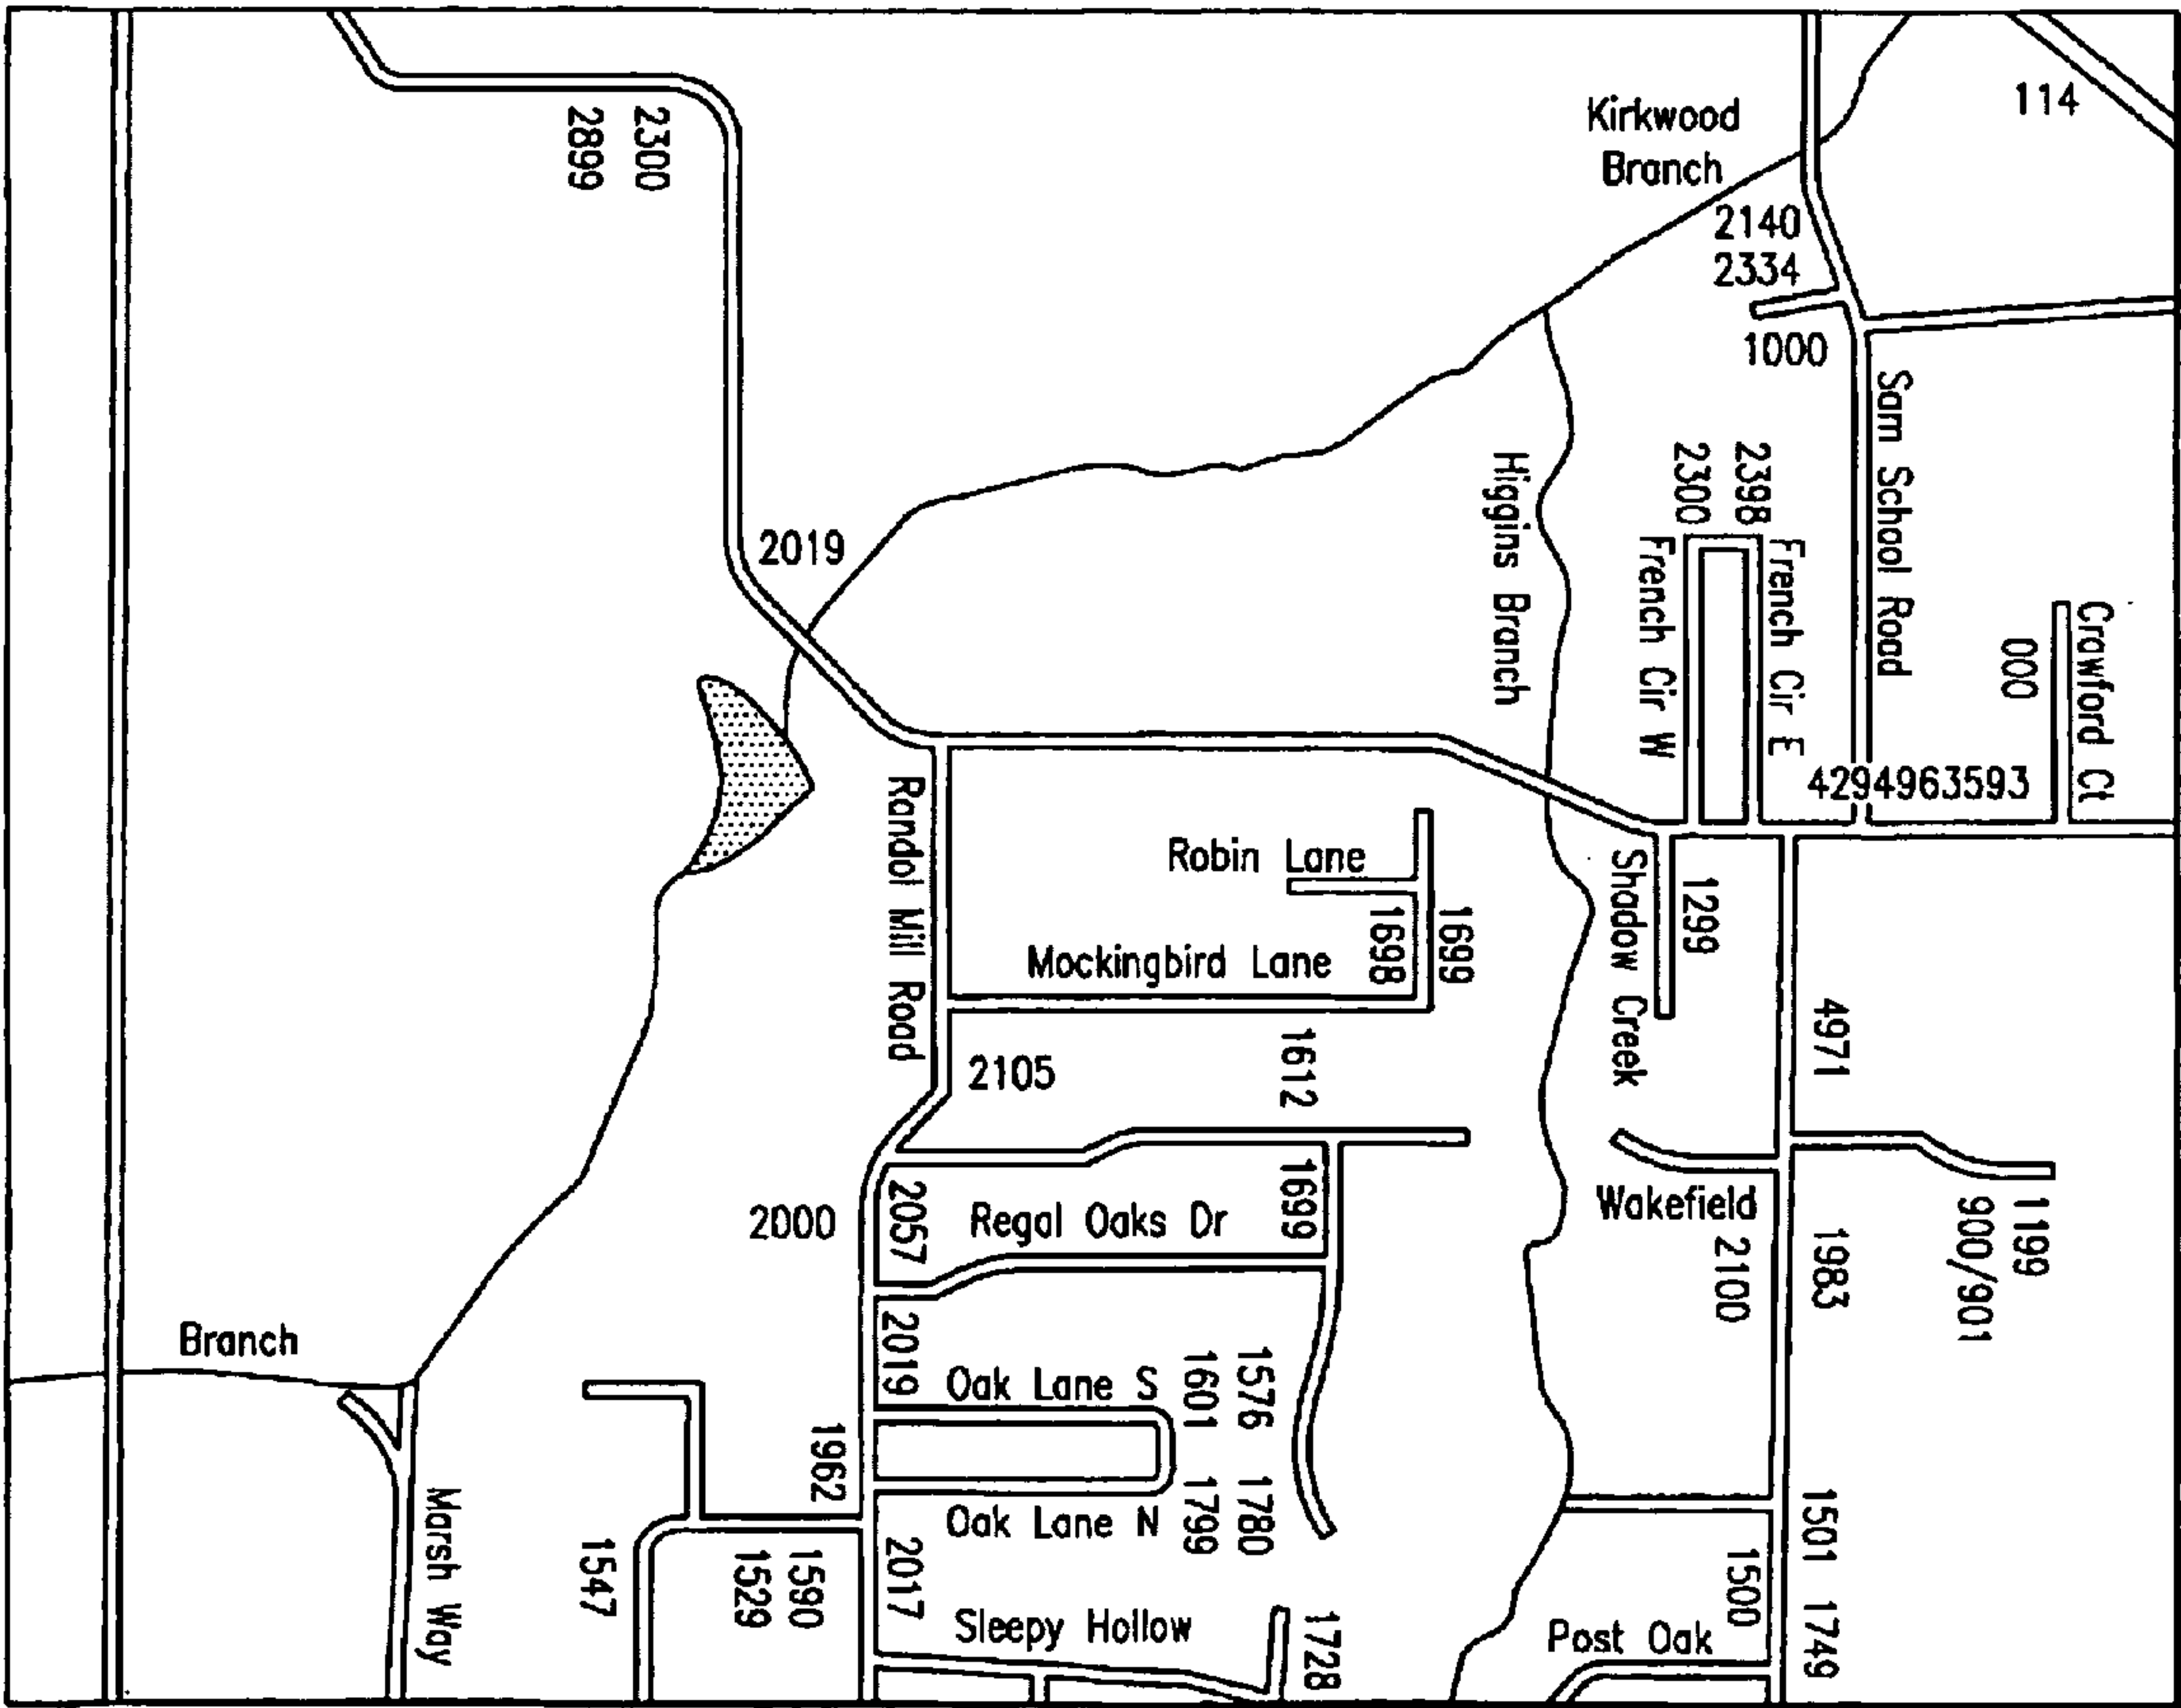 114
Kirkwood
Branch
2300
2899
2140
2334
1000
Sam School Road
2398
2300
French Cir E
French Cir W
Higgins Branch
2019
Crawford Ct
000
4294963593
Randol Mill Road
Robin Lane
1699
1698
Shadow Creek
1299
Mockingbird Lane
4971
2105
1612
Wakefield
2100
1983
1199
900/901
2000
2057
Regal Oaks Dr
1699
Branch
2019
Oak Lane S
1576 1780
1601 1799
1962
Oak Lane N
1501 1749
1500
Marsh Way
1547
1590
1529
2017
Sleepy Hollow
1728
Post Oak